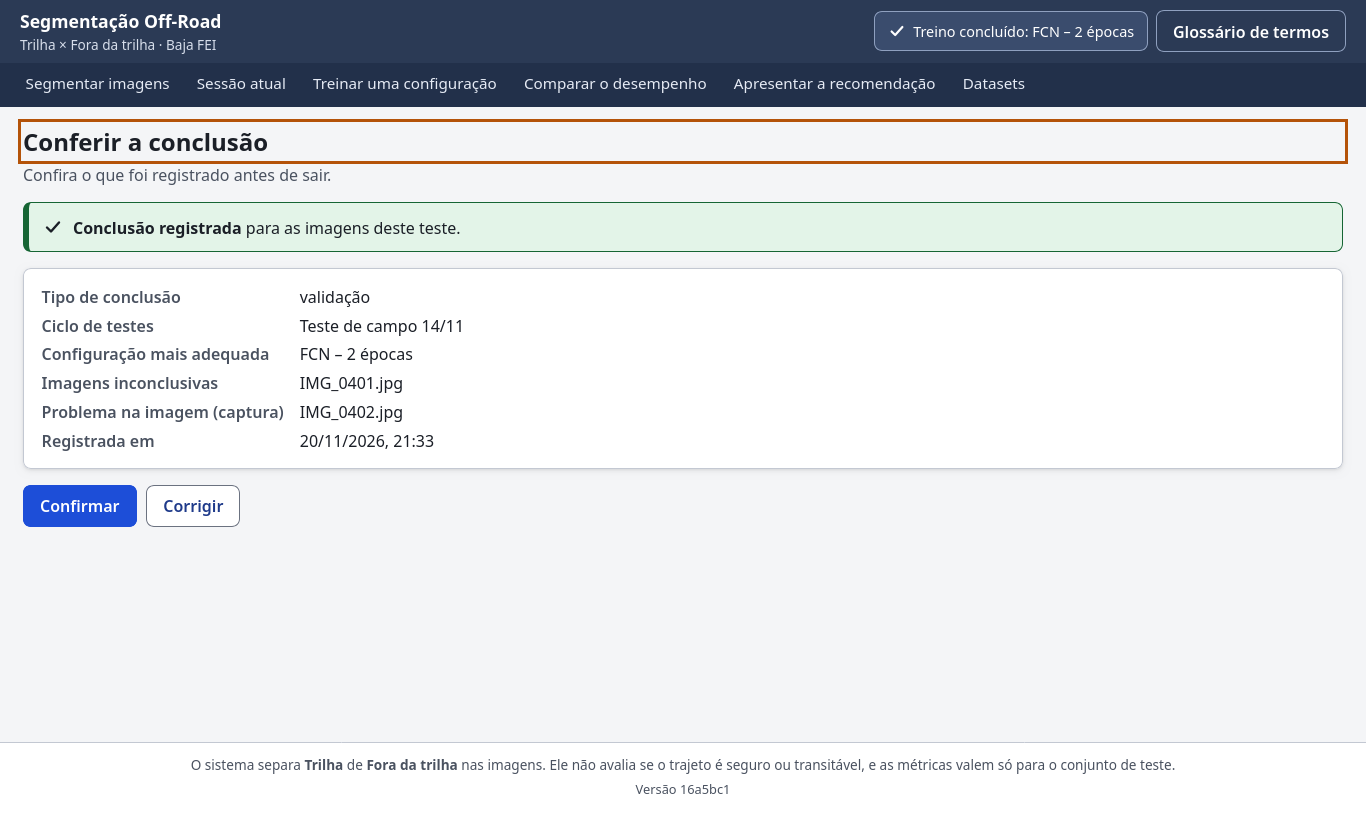 Segmentação Off-Road
Trilha × Fora da trilha · Baja FEI
Treino concluído: FCN – 2 épocas
Glossário de termos
Segmentar imagens
Sessão atual
Treinar uma configuração
Comparar o desempenho
Apresentar a recomendação
Datasets
Conferir a conclusão
Confira o que foi registrado antes de sair.
Conclusão registrada para as imagens deste teste.
Tipo de conclusão validação
Ciclo de testes Teste de campo 14/11
Configuração mais adequada FCN – 2 épocas
Imagens inconclusivas IMG_0401.jpg
Problema na imagem (captura) IMG_0402.jpg
Registrada em 20/11/2026, 21:33
Confirmar
Corrigir
O sistema separa Trilha de Fora da trilha nas imagens. Ele não avalia se o trajeto é seguro ou transitável, e as métricas valem só para o conjunto de teste.
Versão 16a5bc1